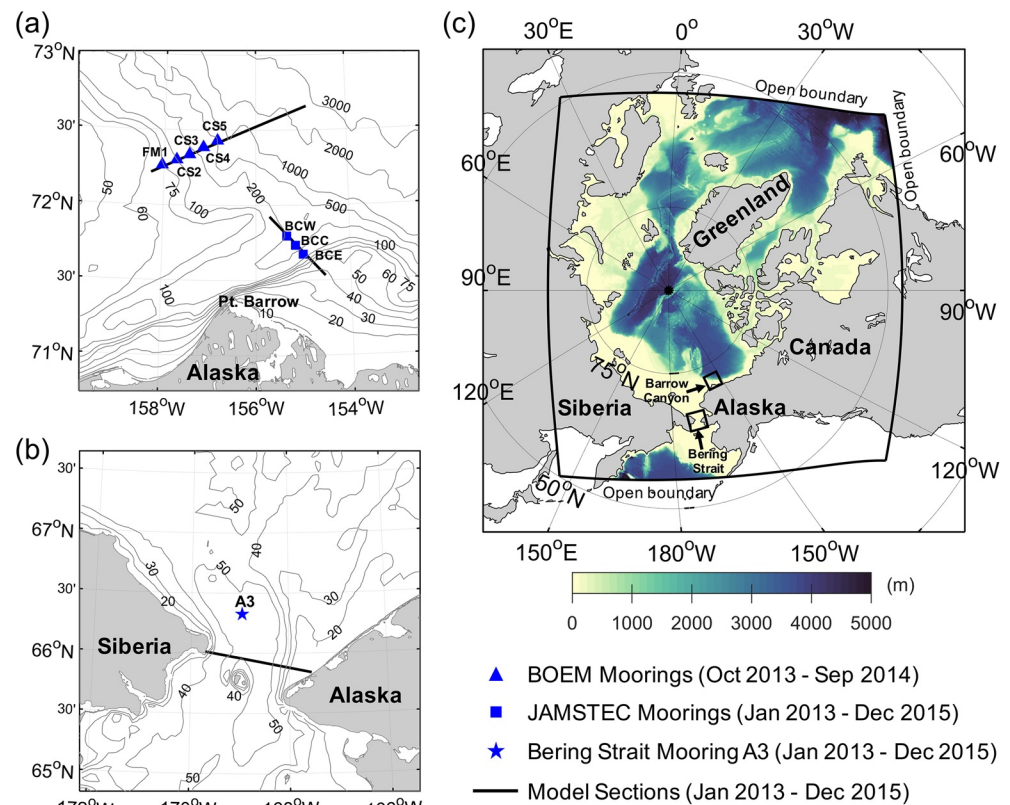 (a)
73°N
3000
CS5
2000
30'
CS3
FM1
CS4
CS2
1000
50
75
60
200
72°N
100
500
BCW
BCC
100
BCE
50
60
75
30'
100
40
Pt. Barrow
10
20
30
71°N
Alaska
158°W
156°W
154°W
(b)
30'
50
67°N
40
30
50
30'
30
20
A3
20
Siberia
66°N
40
40
Alaska
30'
50
65°N
50
(c)
30°E
0°
30°W
Open boundary
Open boundary
60°E
60°W
Greenland
90°E
90°W
Canada
75°N
Barrow
Canyon
120°E
Siberia
Alaska
Bering
Strait
50°N
Open boundary
120°W
150°E
180°W
150°W
(m)
0
1000
2000
3000
4000
5000
BOEM Moorings (Oct 2013 - Sep 2014)
JAMSTEC Moorings (Jan 2013 - Dec 2015)
Bering Strait Mooring A3 (Jan 2013 - Dec 2015)
Model Sections (Jan 2013 - Dec 2015)